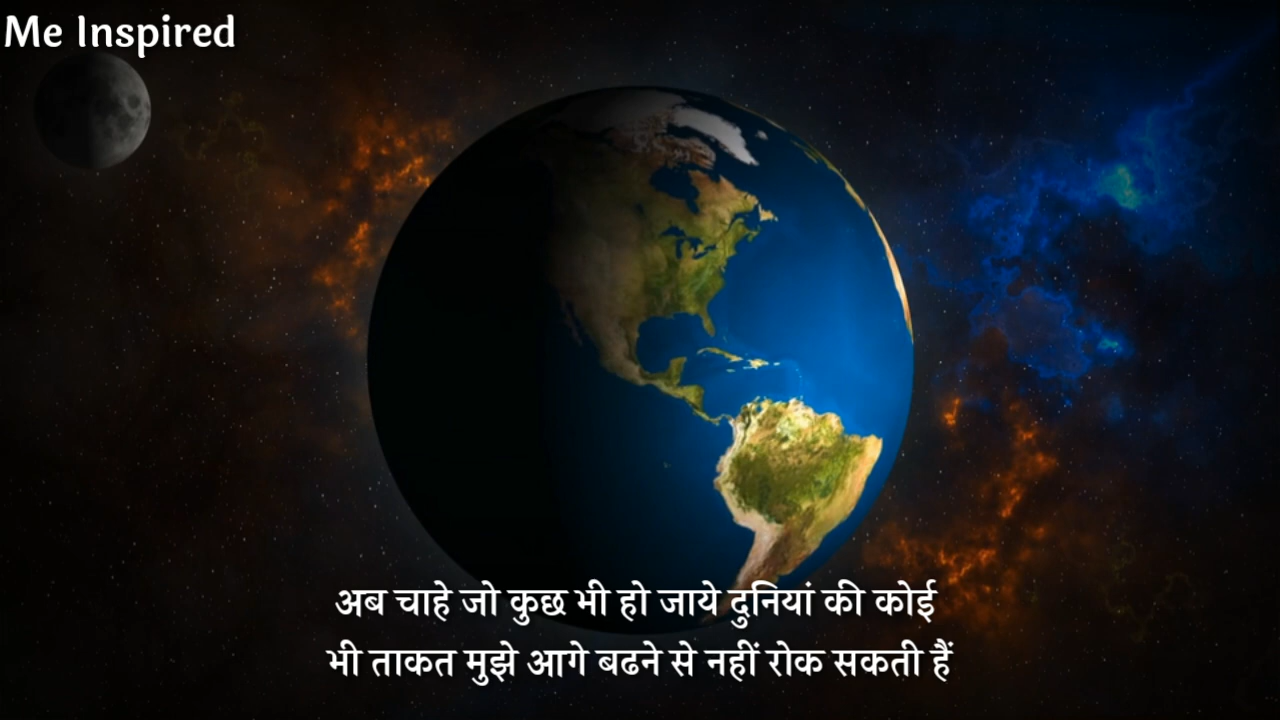 Me Inspired
अब चाहे जो कुछ भी हो जाये दुनियां की कोई
भी ताकत मुझे आगे बढने से नहीं रोक सकती हैं